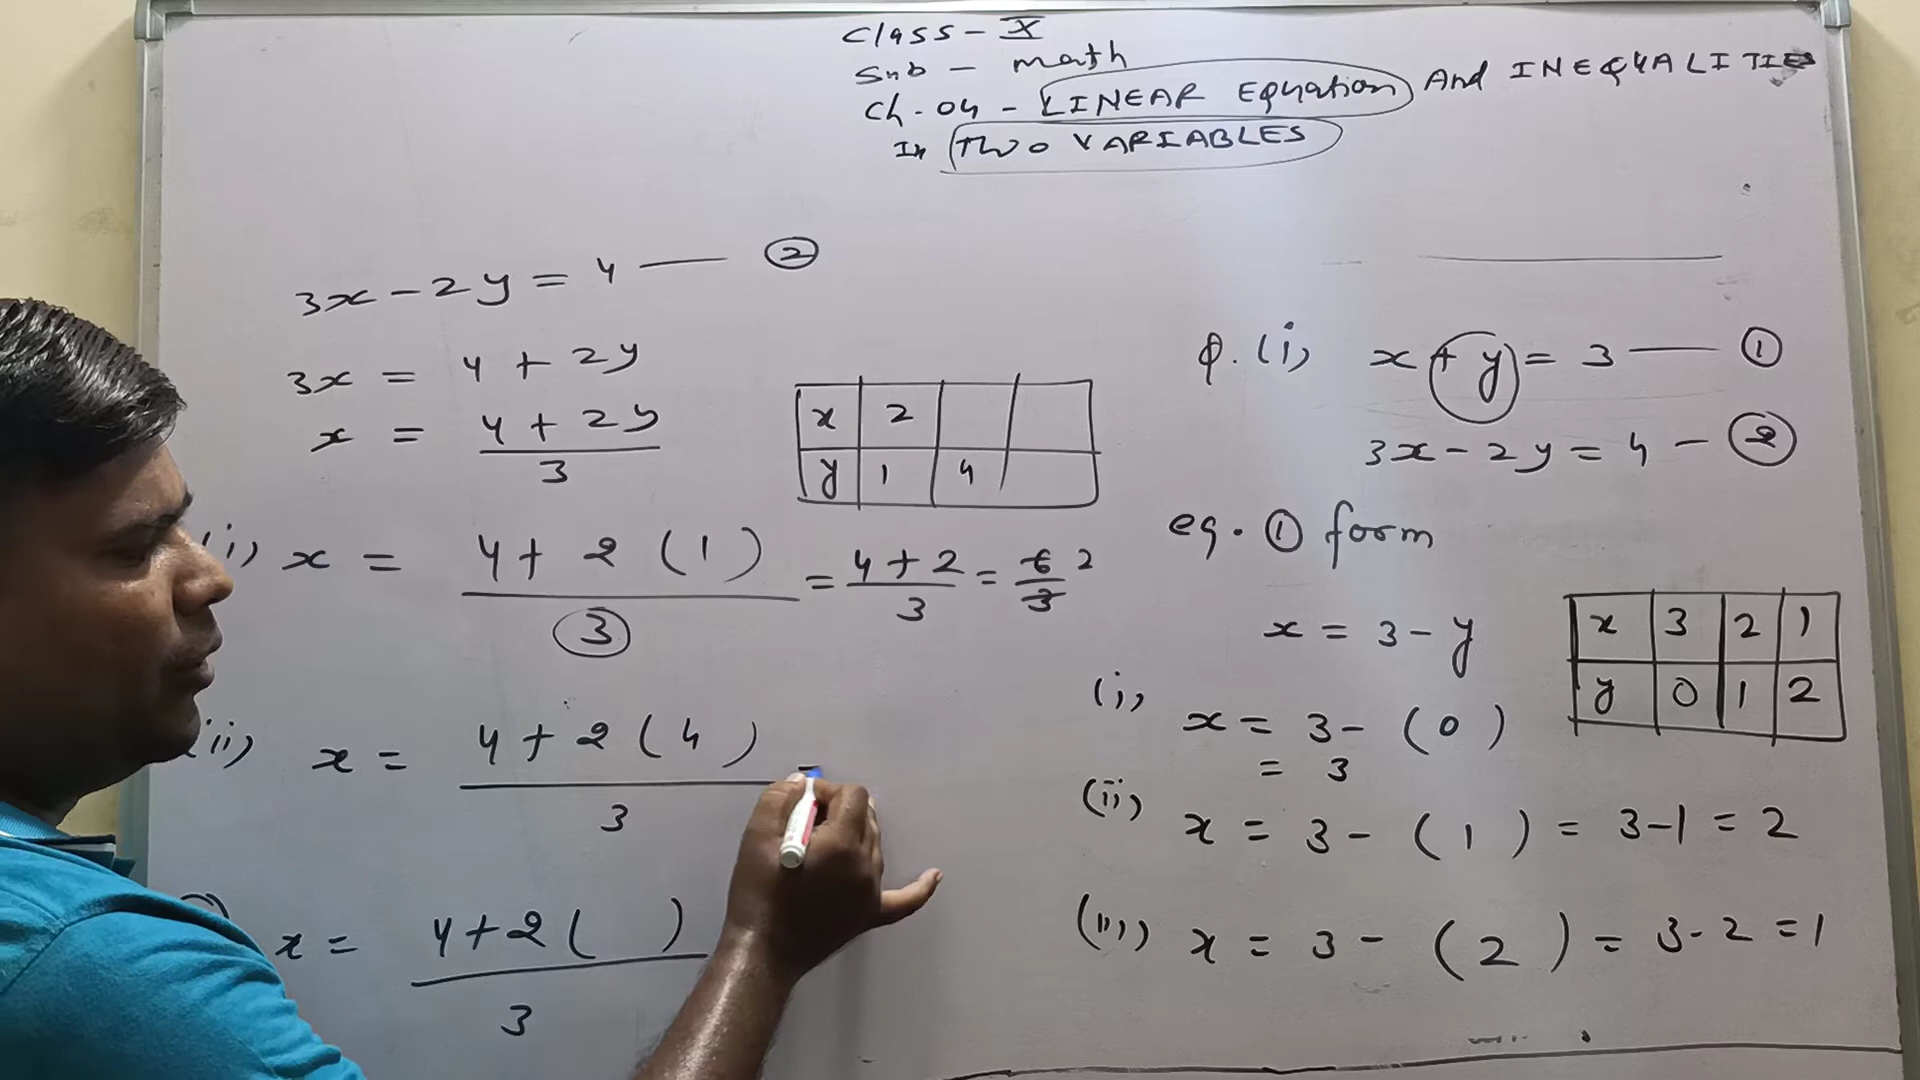 Class - X
Sub - math
Ch-04 - LINEAR Equation And INEQUALITIES
In TWO VARIABLES
3x - 2y = 4 —— ②
3x = 4 + 2y
x = 4 + 2y / 3
x 2
y 1 4
(i) x = 4 + 2 (1) / 3 = 4 + 2 / 3 = 6/3 2
(ii) x = 4 + 2 (4) / 3 =
x = 4 + 2 ( ) / 3
Q. (i) x + y = 3 —— ①
3x - 2y = 4 - ②
eq. ① form
x = 3 - y
x 3 2 1
y 0 1 2
(i) x = 3 - (0)
= 3
(ii) x = 3 - (1) = 3 - 1 = 2
(iii) x = 3 - (2) = 3 - 2 = 1